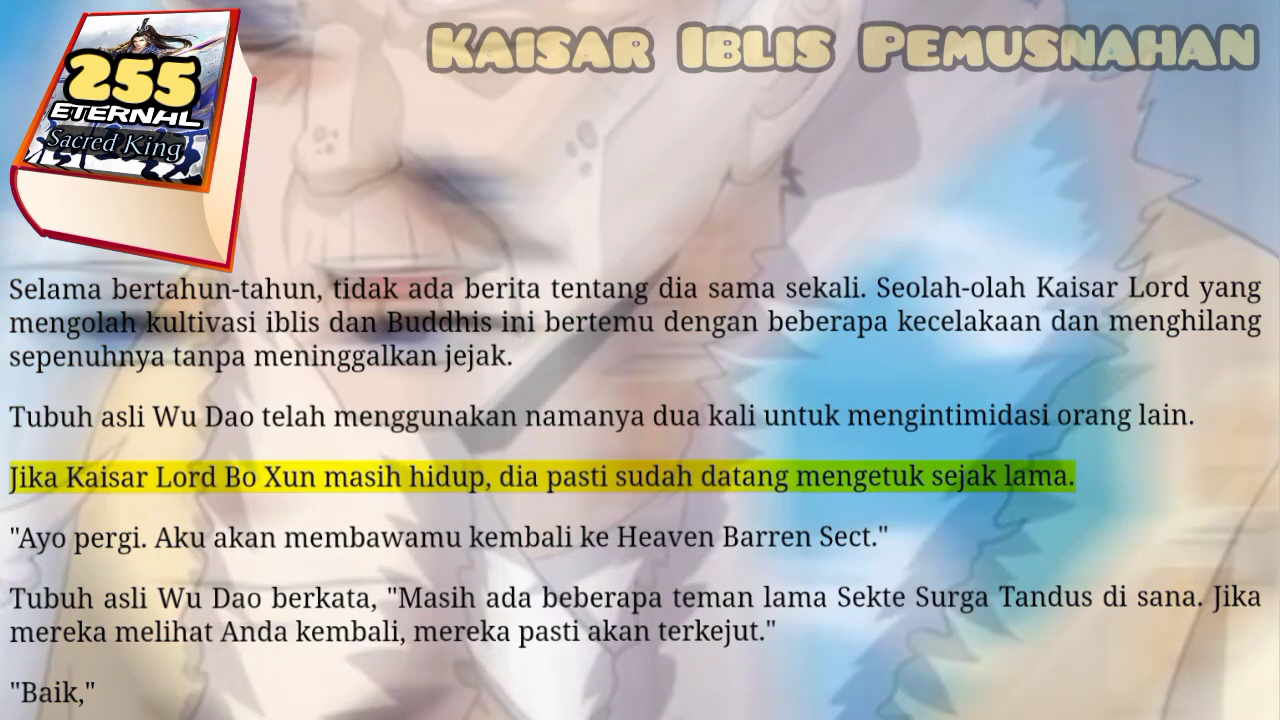 Kaisar Iblis Pemusnahan
255
ETERNAL
Sacred King
Selama bertahun-tahun, tidak ada berita tentang dia sama sekali. Seolah-olah Kaisar Lord yang
mengolah kultivasi iblis dan Buddhis ini bertemu dengan beberapa kecelakaan dan menghilang
sepenuhnya tanpa meninggalkan jejak.
Tubuh asli Wu Dao telah menggunakan namanya dua kali untuk mengintimidasi orang lain.
Jika Kaisar Lord Bo Xun masih hidup, dia pasti sudah datang mengetuk sejak lama.
"Ayo pergi. Aku akan membawamu kembali ke Heaven Barren Sect."
Tubuh asli Wu Dao berkata, "Masih ada beberapa teman lama Sekte Surga Tandus di sana. Jika
mereka melihat Anda kembali, mereka pasti akan terkejut."
"Baik,"